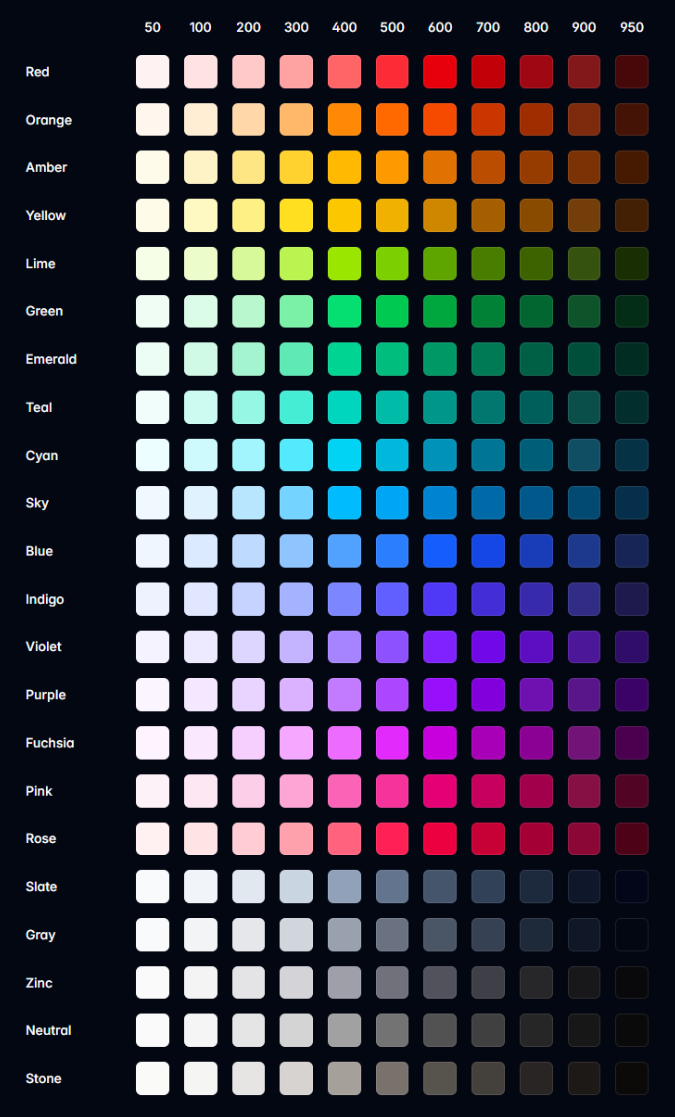 50 100 200 300 400 500 600 700 800 900 950
Red
Orange
Amber
Yellow
Lime
Green
Emerald
Teal
Cyan
Sky
Blue
Indigo
Violet
Purple
Fuchsia
Pink
Rose
Slate
Gray
Zinc
Neutral
Stone